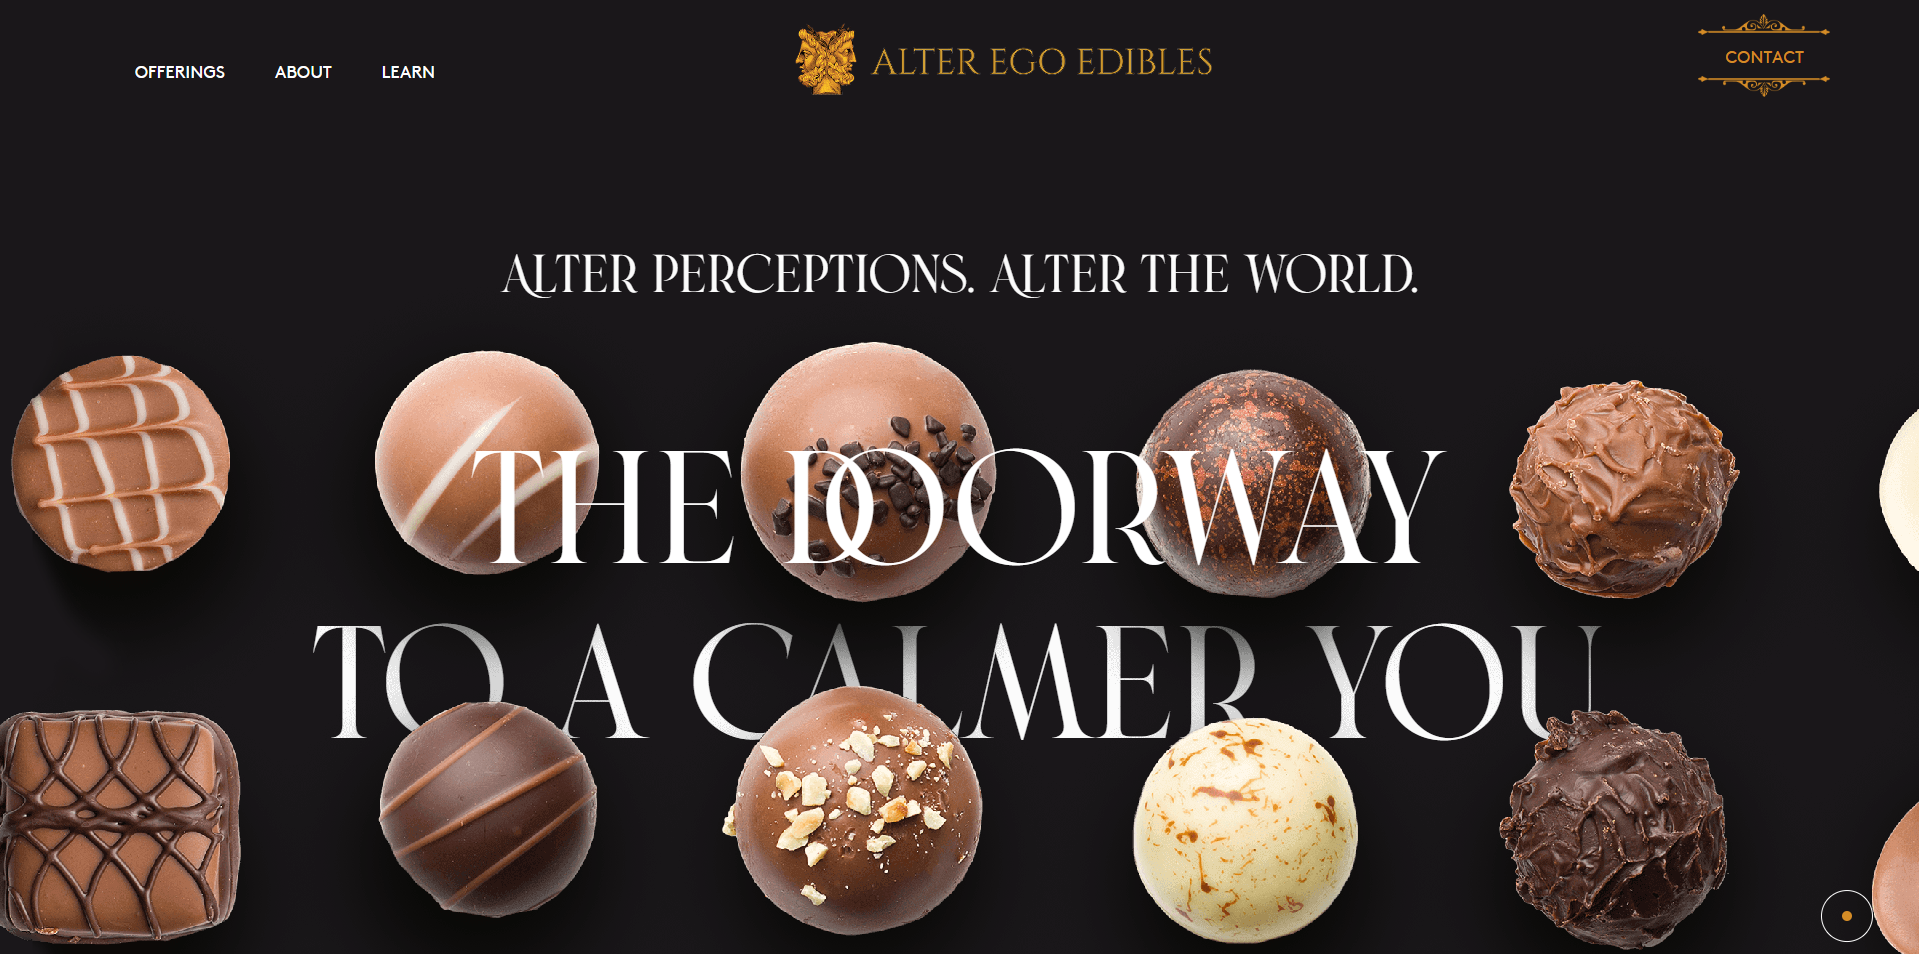 OFFERINGS ABOUT LEARN
ALTER EGO EDIBLES
CONTACT
ALTER PERCEPTIONS. ALTER THE WORLD.
THE DOORWAY
TO A CALMER YOU